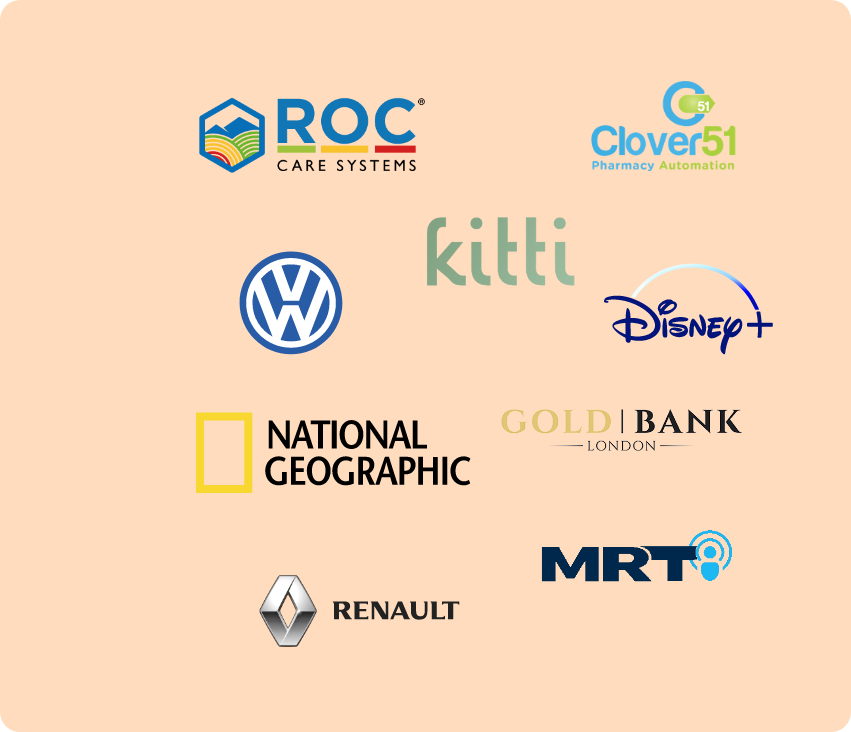 ROC®
CARE SYSTEMS
51
Clover51
Pharmacy Automation
kitti
VW
Disney+
NATIONAL
GEOGRAPHIC
GOLD|BANK
LONDON
MRT
RENAULT